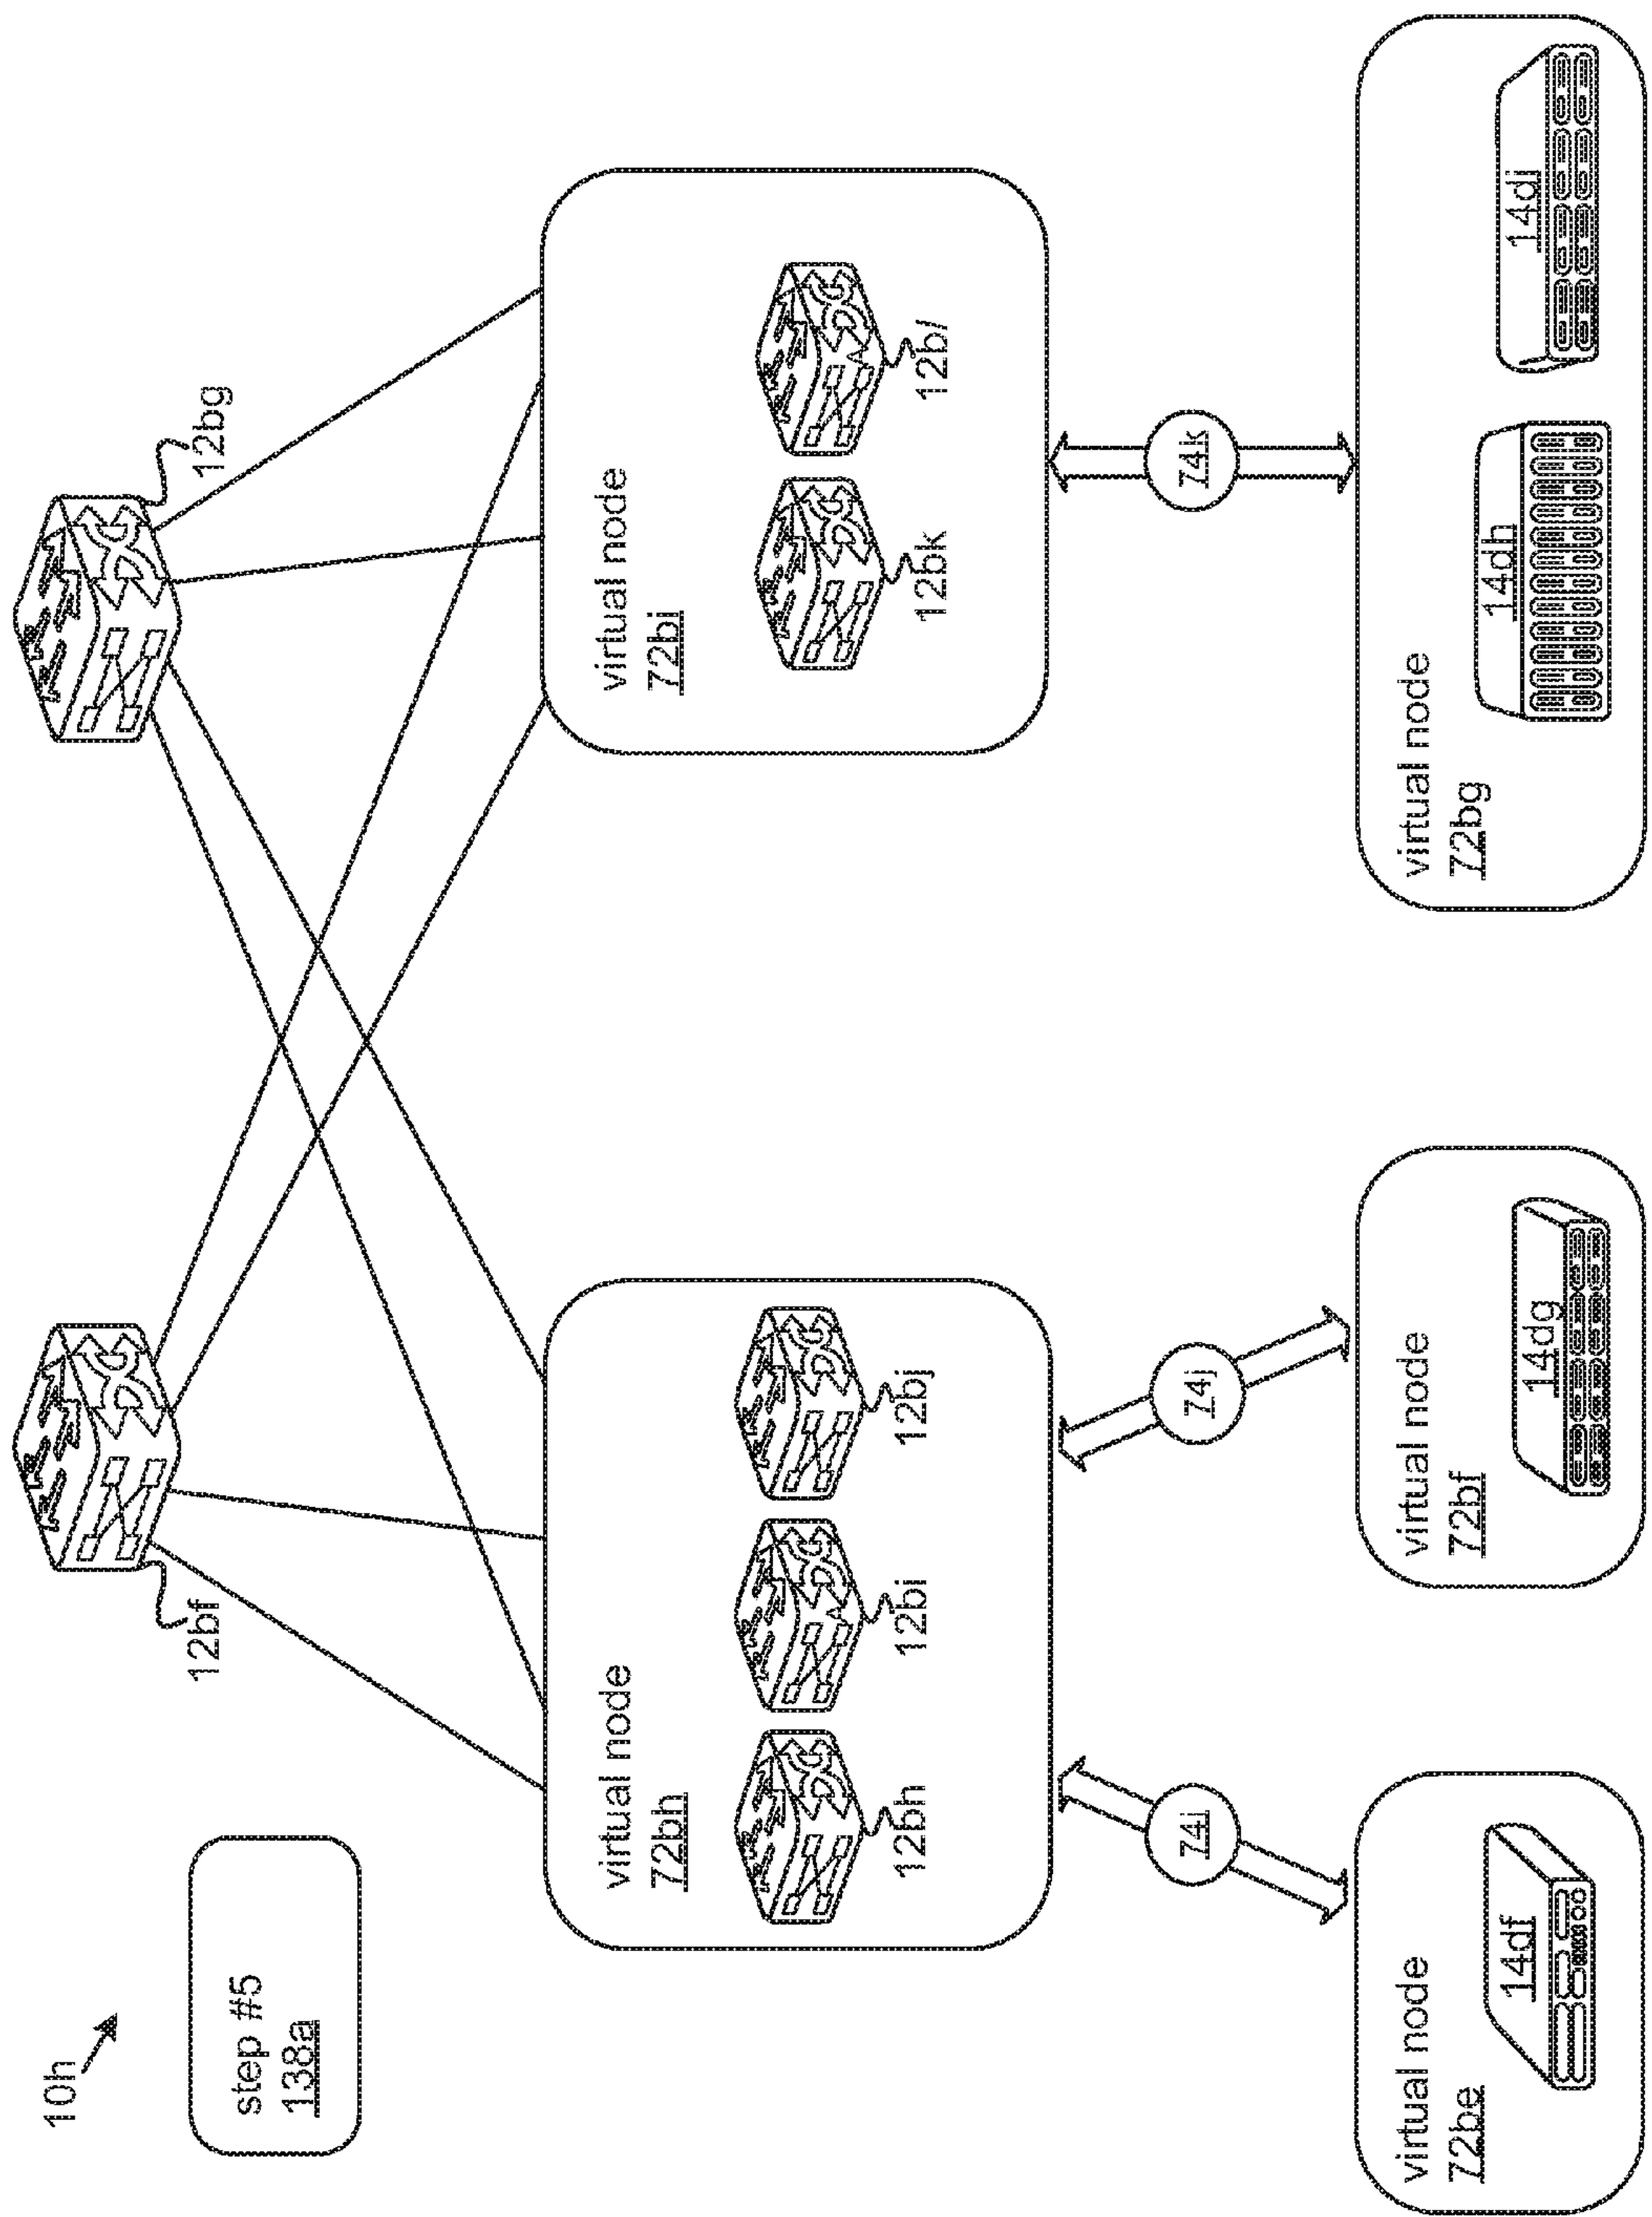 10h
step #5
138a
12bf
12bg
virtual node
72bh
12bh
12bi
12bj
virtual node
72bi
12bk
12bl
74i
74j
74k
virtual node
72be
14df
virtual node
72bf
14dg
virtual node
72bg
14dh
14di